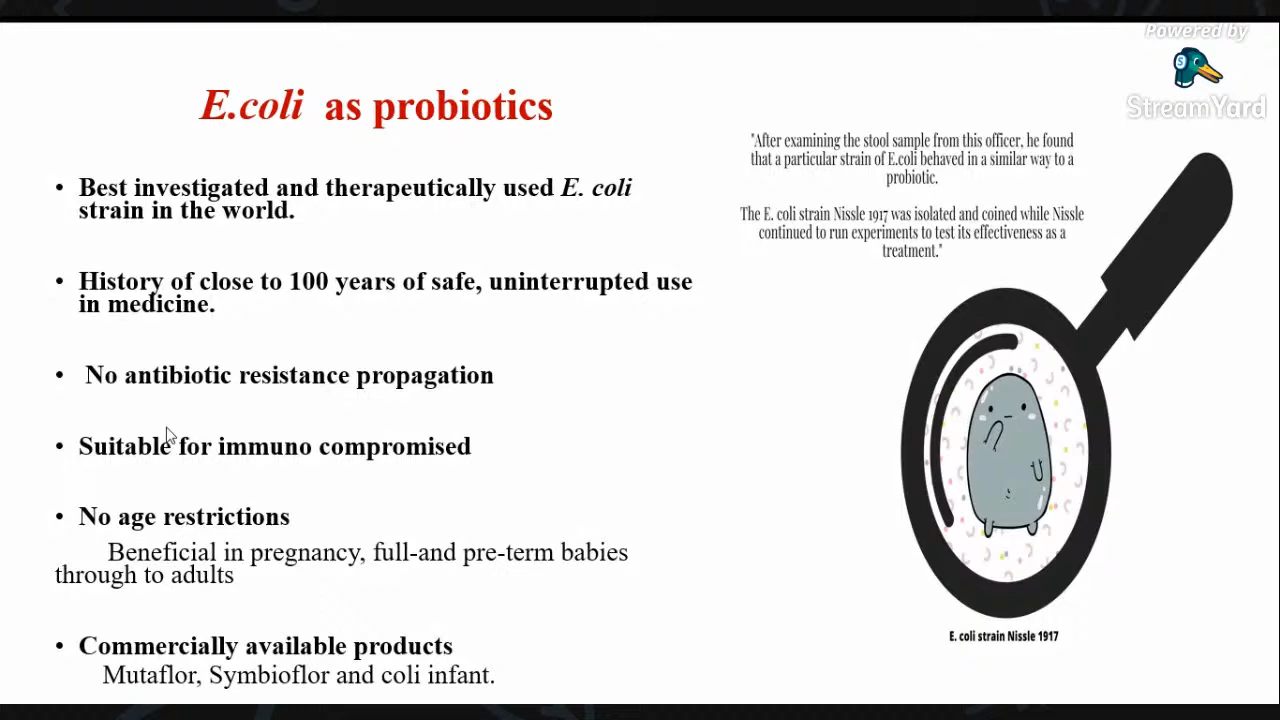 Powered by
StreamYard
E.coli as probiotics
• Best investigated and therapeutically used E. coli
strain in the world.
• History of close to 100 years of safe, uninterrupted use
in medicine.
• No antibiotic resistance propagation
• Suitable for immuno compromised
• No age restrictions
Beneficial in pregnancy, full-and pre-term babies
through to adults
• Commercially available products
Mutaflor, Symbioflor and coli infant.
"After examining the stool sample from this officer, he found
that a particular strain of E.coli behaved in a similar way to a
probiotic.
The E. coli strain Nissle 1917 was isolated and coined while Nissle
continued to run experiments to test its effectiveness as a
treatment."
E. coli strain Nissle 1917